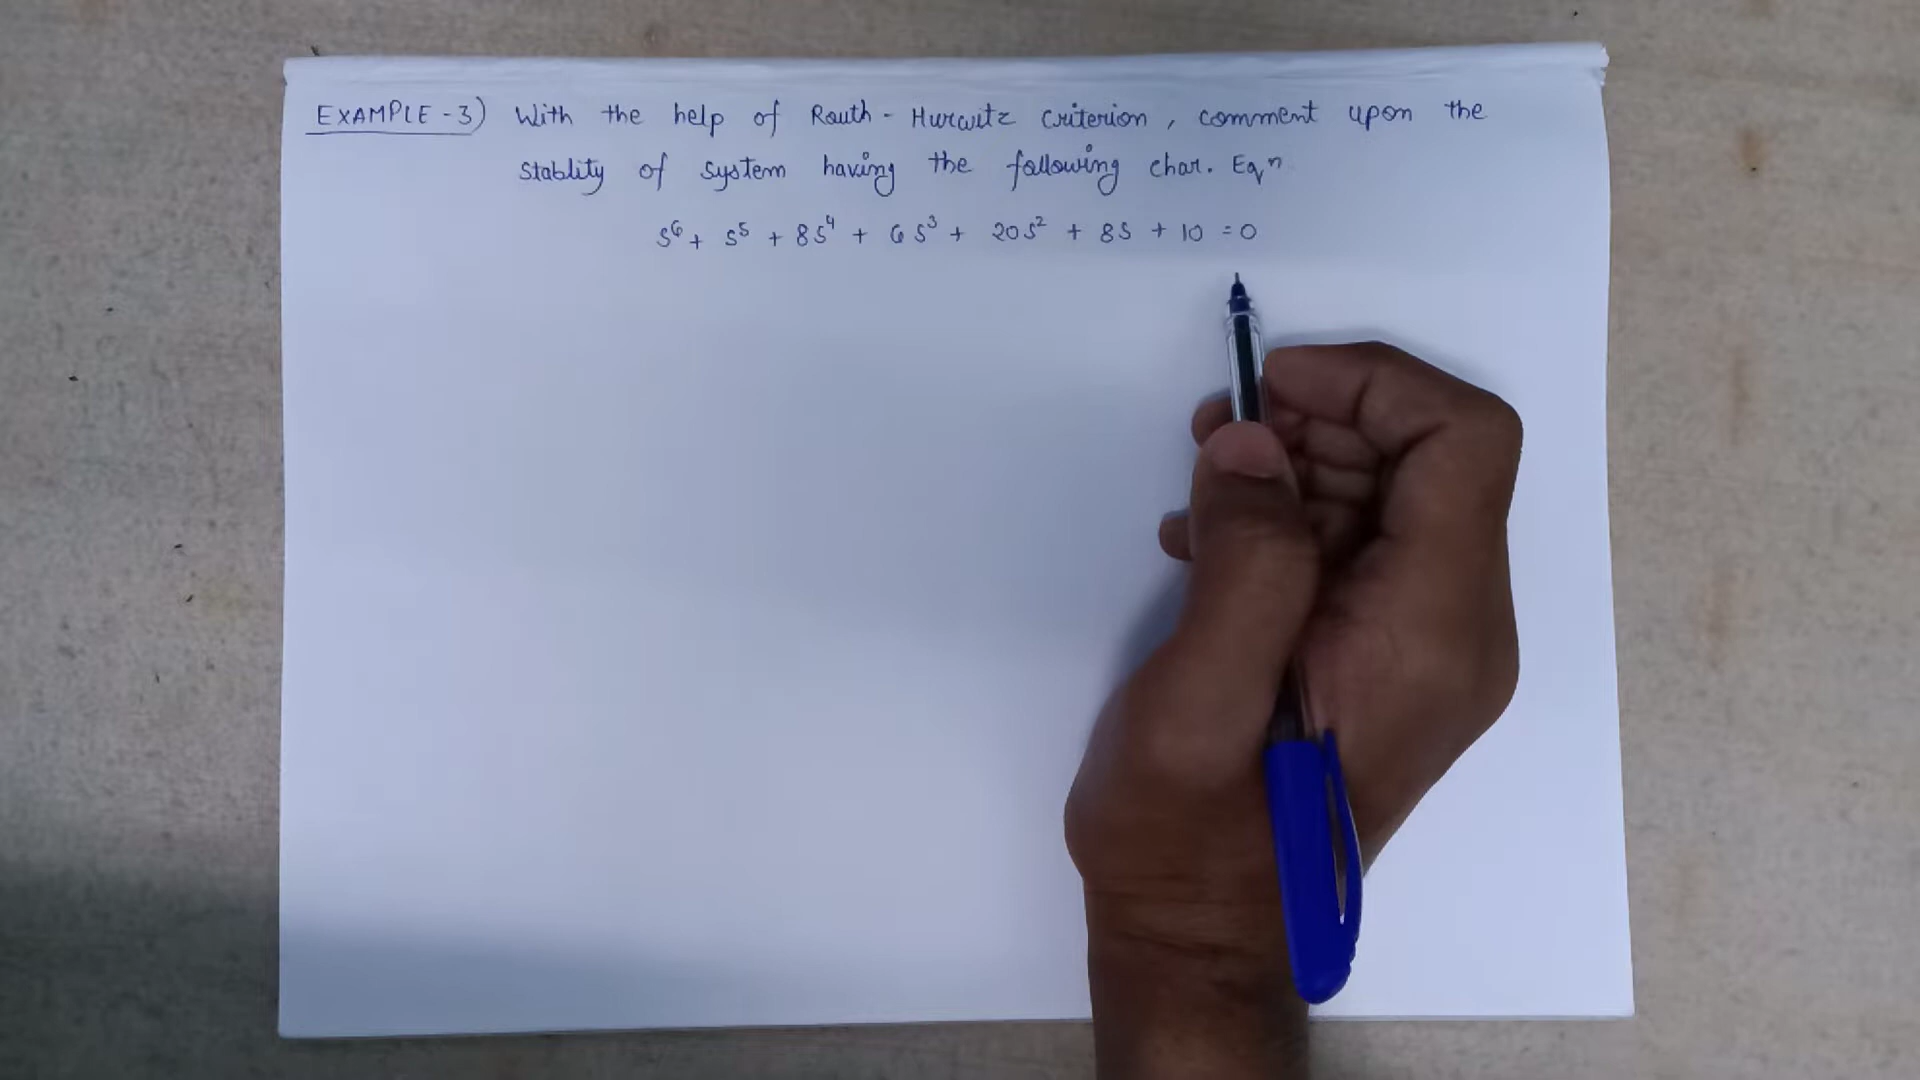 EXAMPLE-3) With the help of Routh - Hurwitz criterion, comment upon the
stablity of system having the following char. Eqⁿ
s⁶ + s⁵ + 8s⁴ + 6s³ + 20s² + 8s + 10 = 0